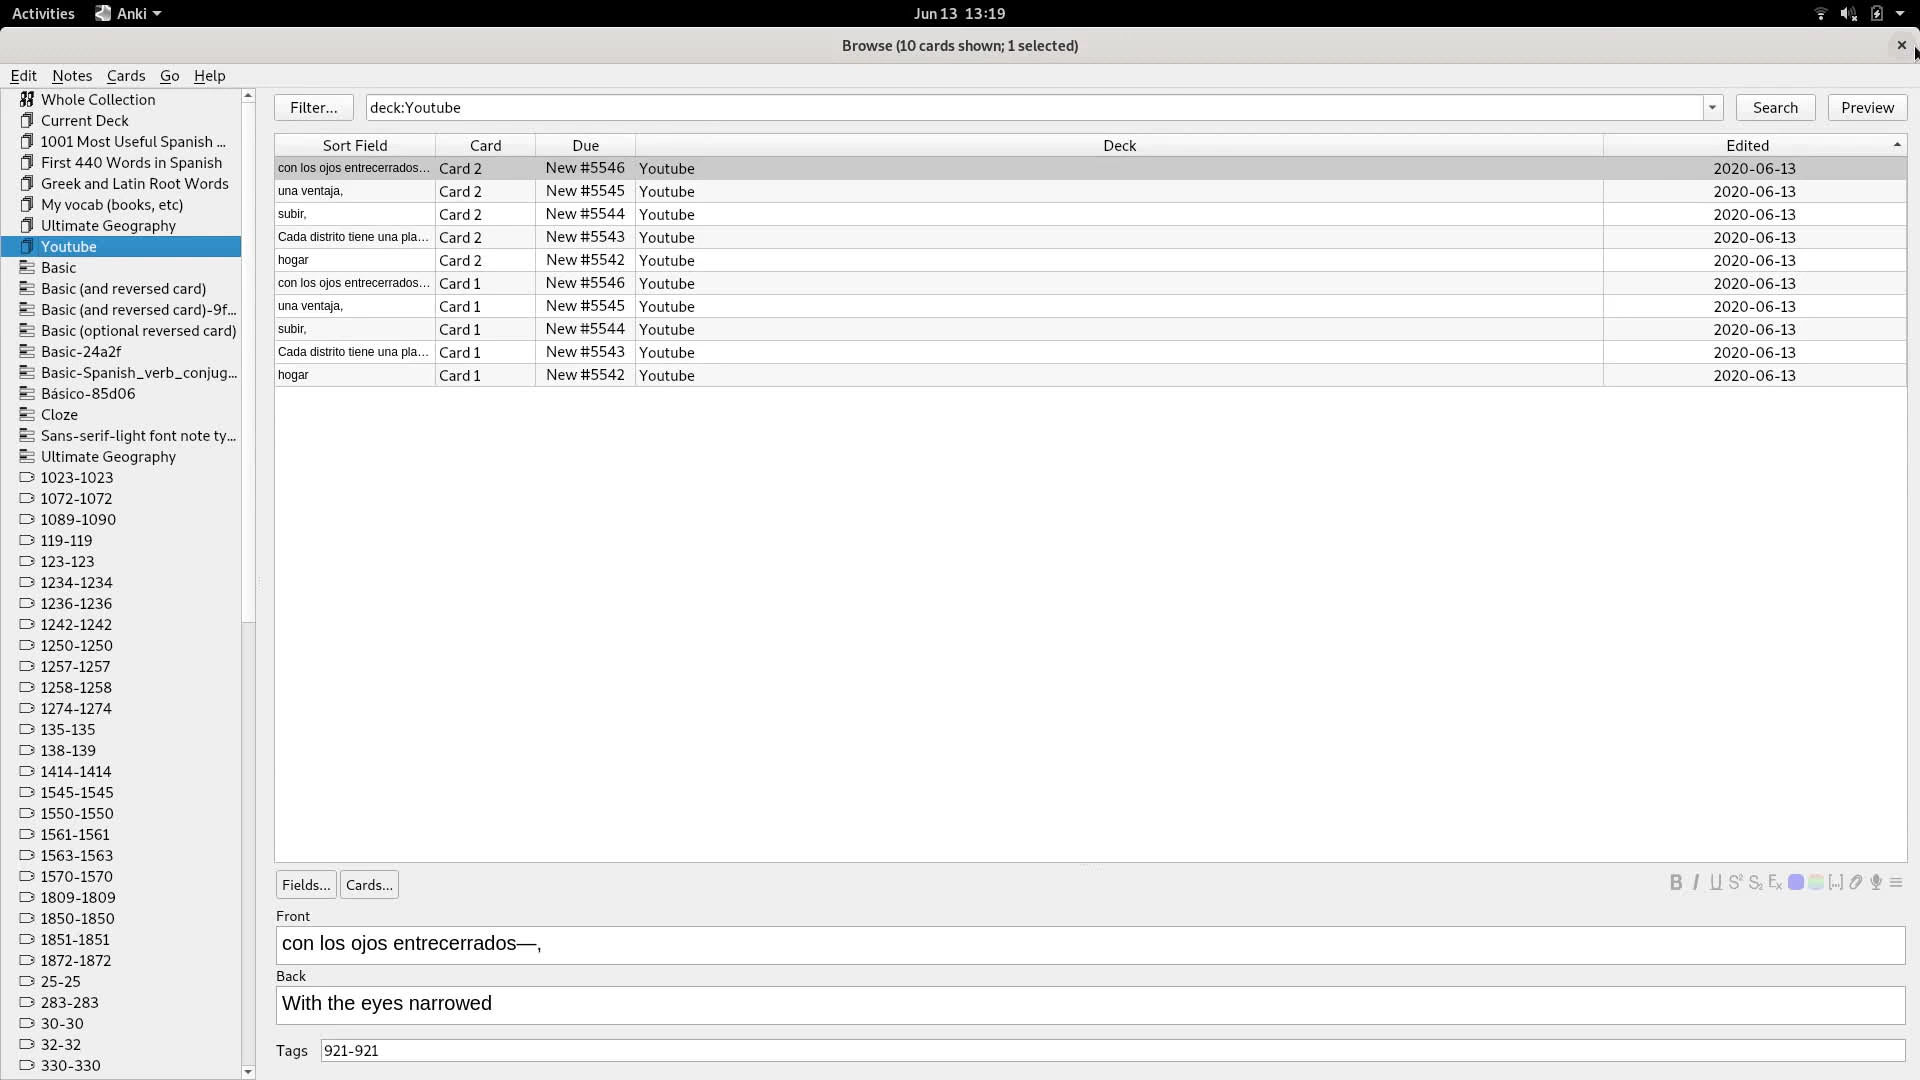 Activities Anki Jun 13 13:19
Browse (10 cards shown; 1 selected)
Edit Notes Cards Go Help
Whole Collection
Current Deck
1001 Most Useful Spanish ...
First 440 Words in Spanish
Greek and Latin Root Words
My vocab (books, etc)
Ultimate Geography
Youtube
Basic
Basic (and reversed card)
Basic (and reversed card)-9f...
Basic (optional reversed card)
Basic-24a2f
Basic-Spanish_verb_conjug...
Básico-85d06
Cloze
Sans-serif-light font note ty...
Ultimate Geography
1023-1023
1072-1072
1089-1090
119-119
123-123
1234-1234
1236-1236
1242-1242
1250-1250
1257-1257
1258-1258
1274-1274
135-135
138-139
1414-1414
1545-1545
1550-1550
1561-1561
1563-1563
1570-1570
1809-1809
1850-1850
1851-1851
1872-1872
25-25
283-283
30-30
32-32
330-330
Filter... deck:Youtube Search Preview
Sort Field Card Due Deck Edited
con los ojos entrecerrados... Card 2 New #5546 Youtube 2020-06-13
una ventaja, Card 2 New #5545 Youtube 2020-06-13
subir, Card 2 New #5544 Youtube 2020-06-13
Cada distrito tiene una pla... Card 2 New #5543 Youtube 2020-06-13
hogar Card 2 New #5542 Youtube 2020-06-13
con los ojos entrecerrados... Card 1 New #5546 Youtube 2020-06-13
una ventaja, Card 1 New #5545 Youtube 2020-06-13
subir, Card 1 New #5544 Youtube 2020-06-13
Cada distrito tiene una pla... Card 1 New #5543 Youtube 2020-06-13
hogar Card 1 New #5542 Youtube 2020-06-13
Fields... Cards... B I U S² S₂ Eₓ [...]
Front
con los ojos entrecerrados—,
Back
With the eyes narrowed
Tags 921-921